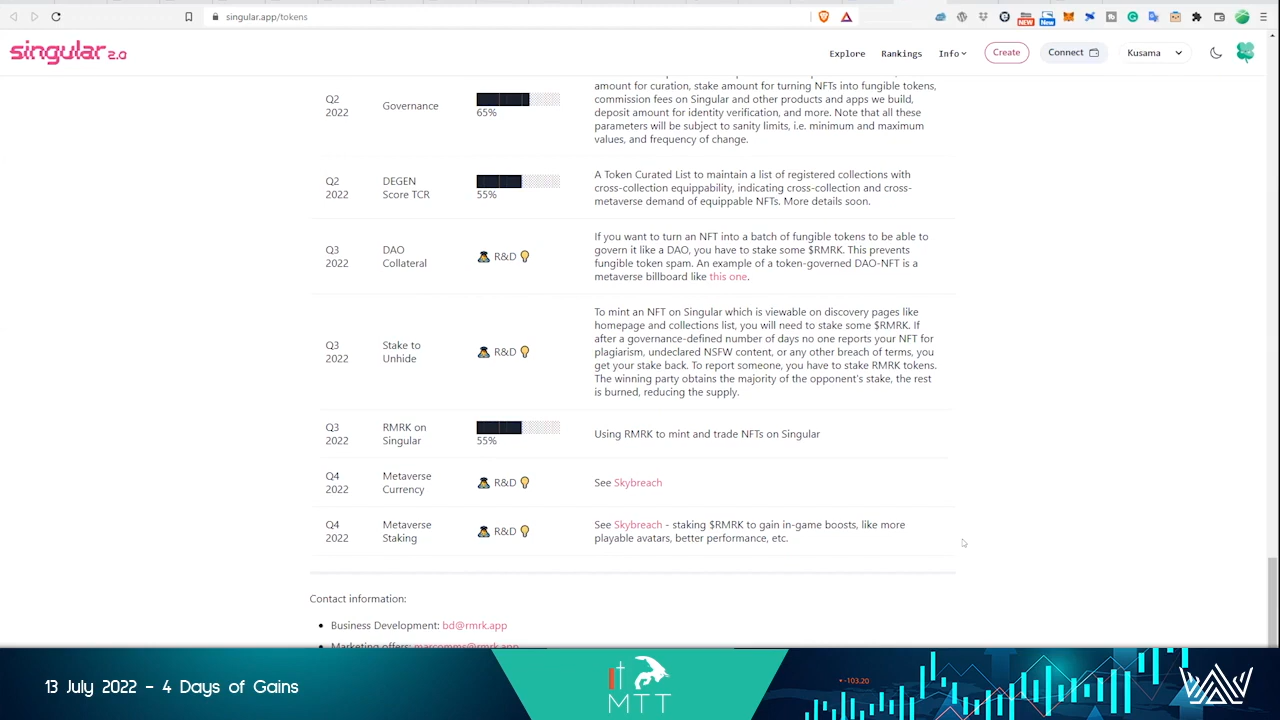 singular.app/tokens
NEW
New
singular 2.0
Explore
Rankings
Info
Create
Connect
Kusama
amount for curation, stake amount for turning NFTs into fungible tokens,
Q2
2022
Governance
65%
commission fees on Singular and other products and apps we build,
deposit amount for identity verification, and more. Note that all these
parameters will be subject to sanity limits, i.e. minimum and maximum
values, and frequency of change.
Q2
2022
DEGEN
Score TCR
55%
A Token Curated List to maintain a list of registered collections with
cross-collection equippability, indicating cross-collection and cross-
metaverse demand of equippable NFTs. More details soon.
Q3
2022
DAO
Collateral
R&D
If you want to turn an NFT into a batch of fungible tokens to be able to
govern it like a DAO, you have to stake some $RMRK. This prevents
fungible token spam. An example of a token-governed DAO-NFT is a
metaverse billboard like this one.
Q3
2022
Stake to
Unhide
R&D
To mint an NFT on Singular which is viewable on discovery pages like
homepage and collections list, you will need to stake some $RMRK. If
after a governance-defined number of days no one reports your NFT for
plagiarism, undeclared NSFW content, or any other breach of terms, you
get your stake back. To report someone, you have to stake RMRK tokens.
The winning party obtains the majority of the opponent's stake, the rest
is burned, reducing the supply.
Q3
2022
RMRK on
Singular
55%
Using RMRK to mint and trade NFTs on Singular
Q4
2022
Metaverse
Currency
R&D
See Skybreach
Q4
2022
Metaverse
Staking
R&D
See Skybreach - staking $RMRK to gain in-game boosts, like more
playable avatars, better performance, etc.
Contact information:
Business Development: bd@rmrk.app
Marketing offers: marcomms@rmrk.app
13 July 2022 - 4 Days of Gains
MTT
-103.20